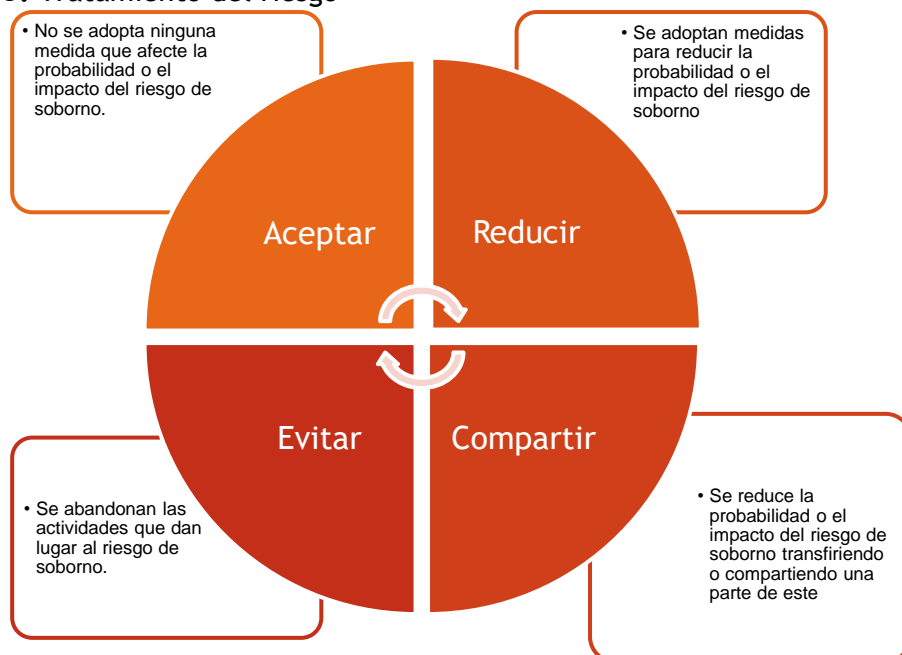 Tratamiento del riesgo
• No se adopta ninguna
medida que afecte la
probabilidad o el
impacto del riesgo de
soborno.
• Se adoptan medidas
para reducir la
probabilidad o el
impacto del riesgo de
soborno
Aceptar
Reducir
Evitar
Compartir
• Se abandonan las
actividades que dan
lugar al riesgo de
soborno.
• Se reduce la
probabilidad o el
impacto del riesgo de
soborno transfiriendo
o compartiendo una
parte de este